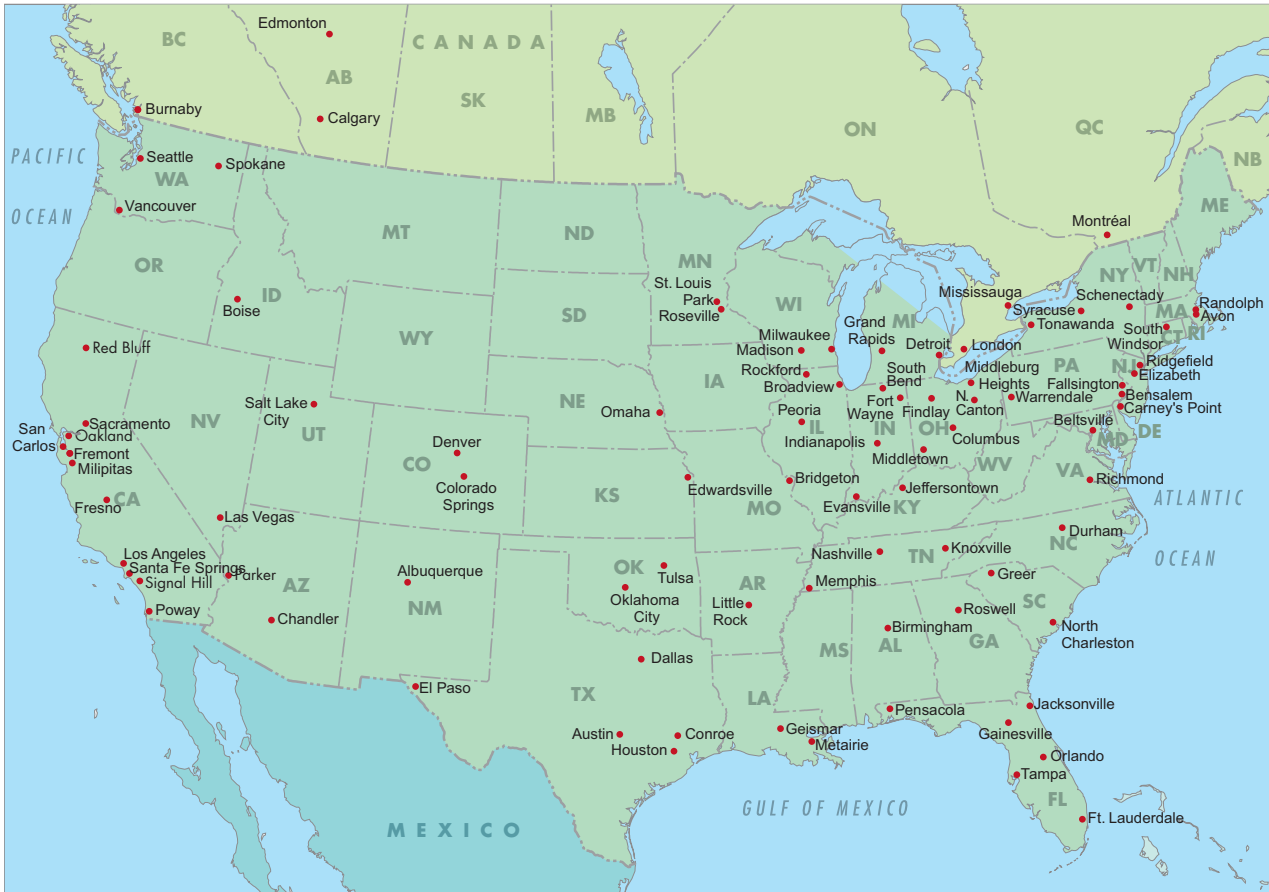 Edmonton
BC
CANADA
AB
SK
MB
ON
QC
NB
Burnaby
Calgary
PACIFIC
OCEAN
Seattle
Spokane
WA
Vancouver
MT
ND
MN
ME
Montréal
OR
ID
Boise
WY
SD
St. Louis
Park
Roseville
WI
MI
Mississauga
NY
VT
NH
Schenectady
Syracuse
Tonawanda
MA
Randolph
Avon
South
Windsor
CT
RI
Red Bluff
Milwaukee
Madison
Grand
Rapids
Detroit
London
Rockford
Broadview
South
Bend
Middleburg
Heights
PA
NJ
Ridgefield
Elizabeth
IA
NE
Omaha
Peoria
IL
Fort
Wayne
Findlay
N.
Canton
Warrendale
Fallsington
Bensalem
Carney's Point
NV
Salt Lake
City
UT
Sacramento
Oakland
San
Carlos
Fremont
Milipitas
Denver
CO
Colorado
Springs
KS
Edwardsville
MO
Bridgeton
Indianapolis
IN
OH
Columbus
Middletown
WV
Beltsville
MD
DE
VA
Richmond
ATLANTIC
OCEAN
Fresno
CA
Las Vegas
Evansville
Jeffersontown
KY
Durham
NC
Los Angeles
Santa Fe Springs
Signal Hill
Poway
Parker
AZ
Chandler
Albuquerque
NM
OK
Tulsa
Oklahoma
City
AR
Little
Rock
Nashville
TN
Knoxville
Memphis
Greer
SC
Roswell
North
Charleston
Birmingham
MS
AL
GA
Dallas
El Paso
TX
LA
Austin
Conroe
Houston
Geismar
Metairie
Pensacola
Jacksonville
Gainesville
Orlando
Tampa
FL
Ft. Lauderdale
GULF OF MEXICO
MEXICO